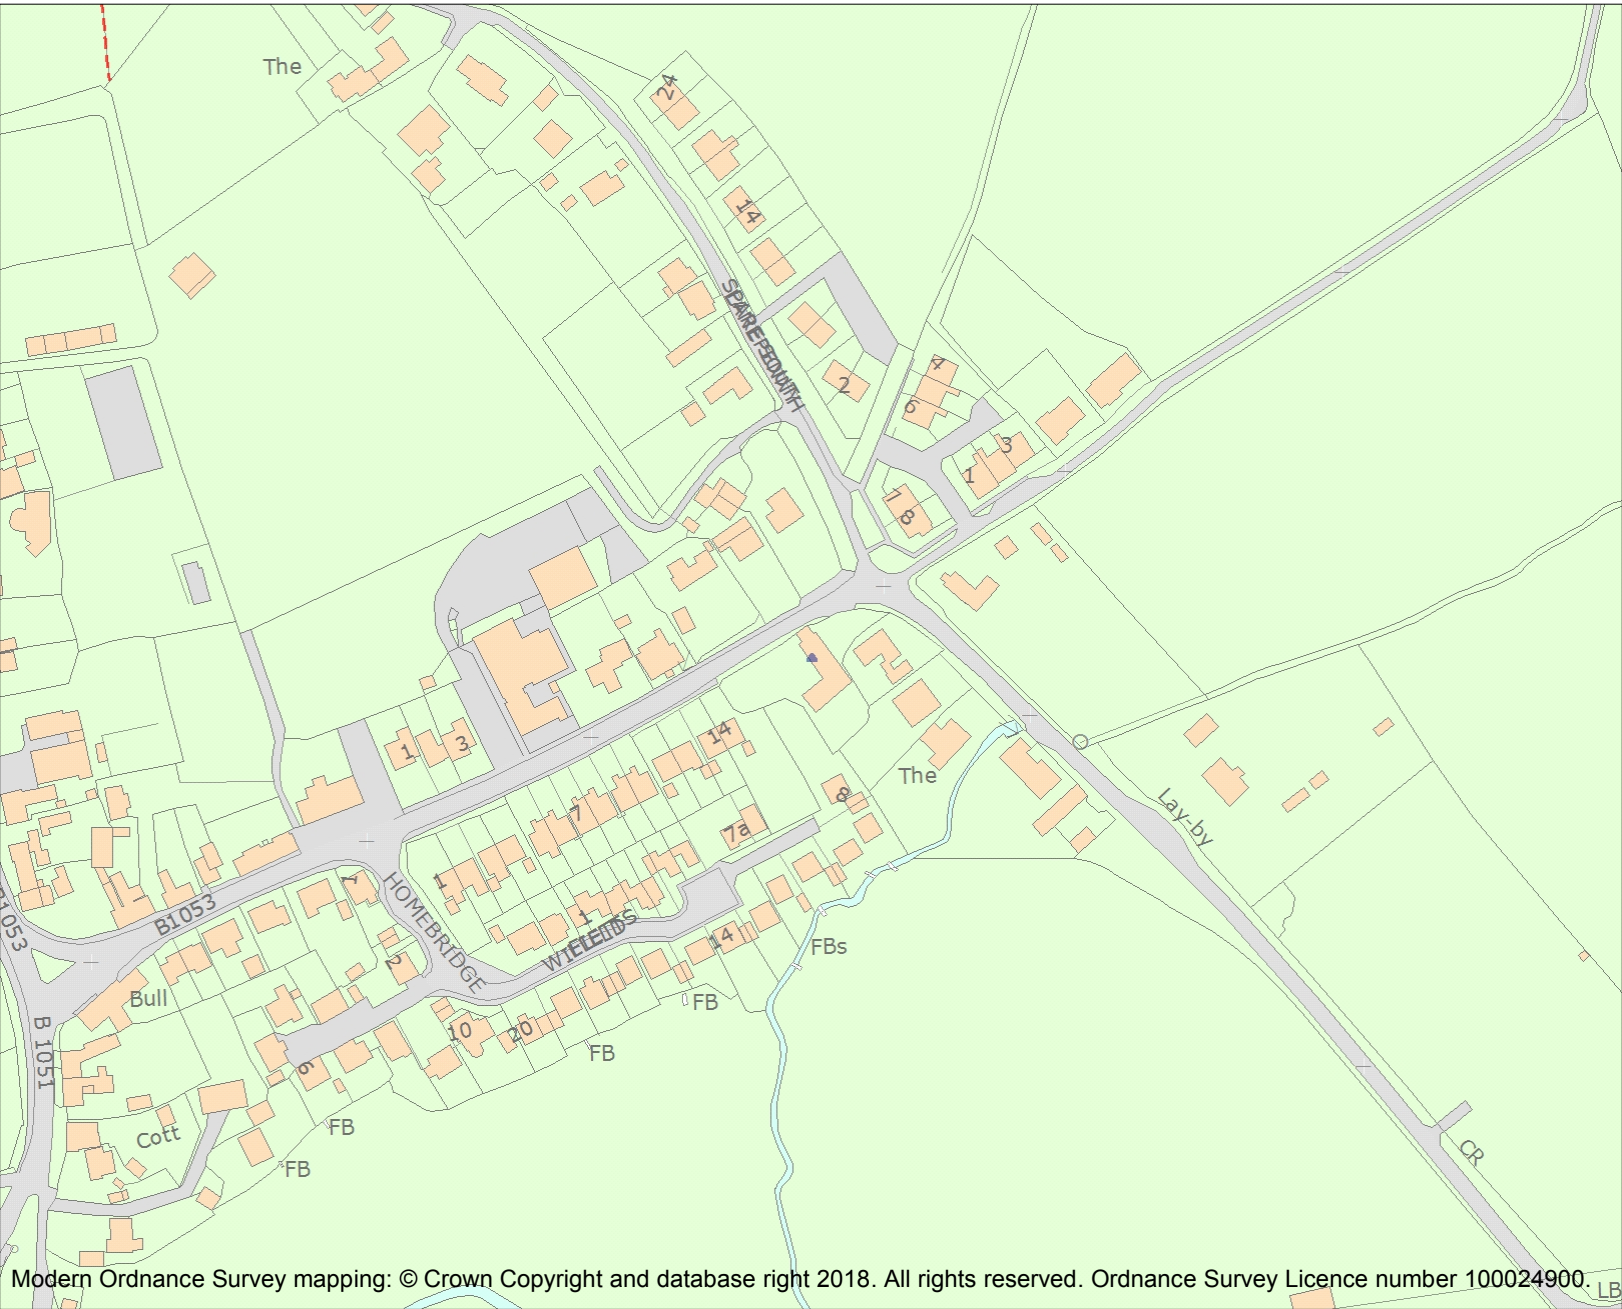 The
24
14
2
4
6
3
1
7
8
1
3
14
The
8
7
7a
Lay-by
1
1
HOMEBRIDGE
B1053
B1053
1
2
14
FBs
Bull
FB
10
20
FB
B 1051
6
FB
Cott
FB
CR
LB
Modern Ordnance Survey mapping: © Crown Copyright and database right 2018. All rights reserved. Ordnance Survey Licence number 100024900.